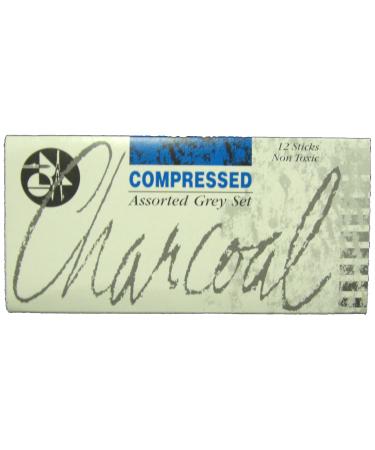 12 Sticks
Non Toxic
COMPRESSED
Assorted Grey Set
Charcoal